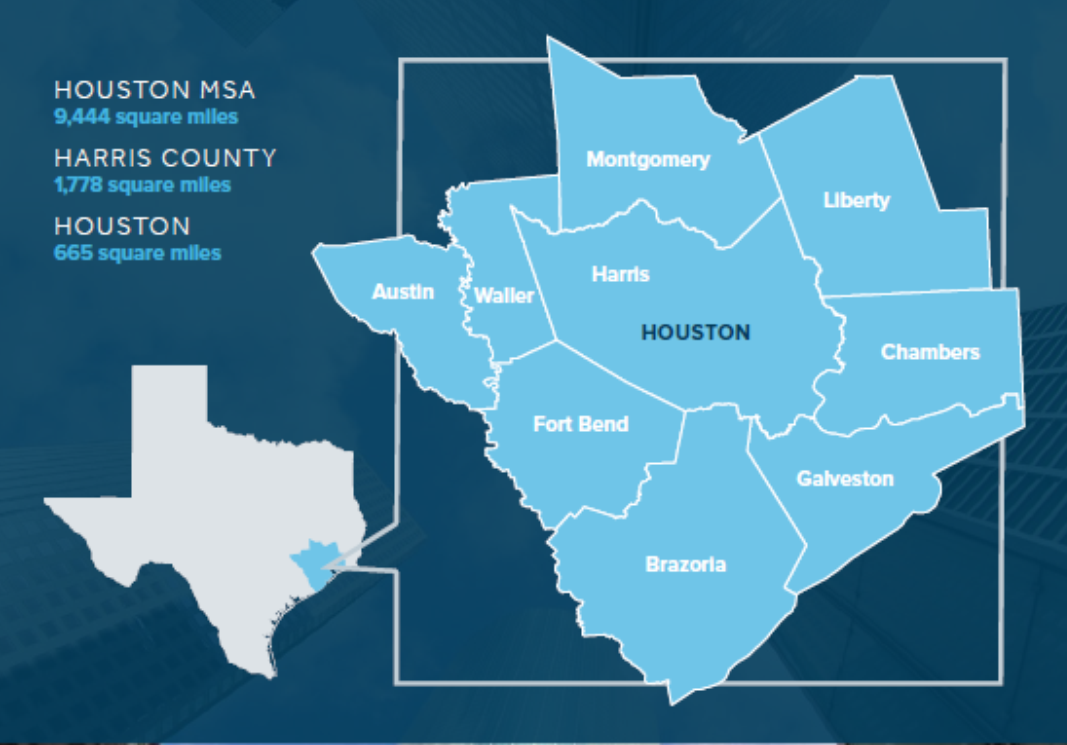 HOUSTON MSA
9,444 square miles
HARRIS COUNTY
1,778 square miles
HOUSTON
665 square miles
Montgomery
Liberty
Harris
Austin
Waller
HOUSTON
Chambers
Fort Bend
Galveston
Brazoria